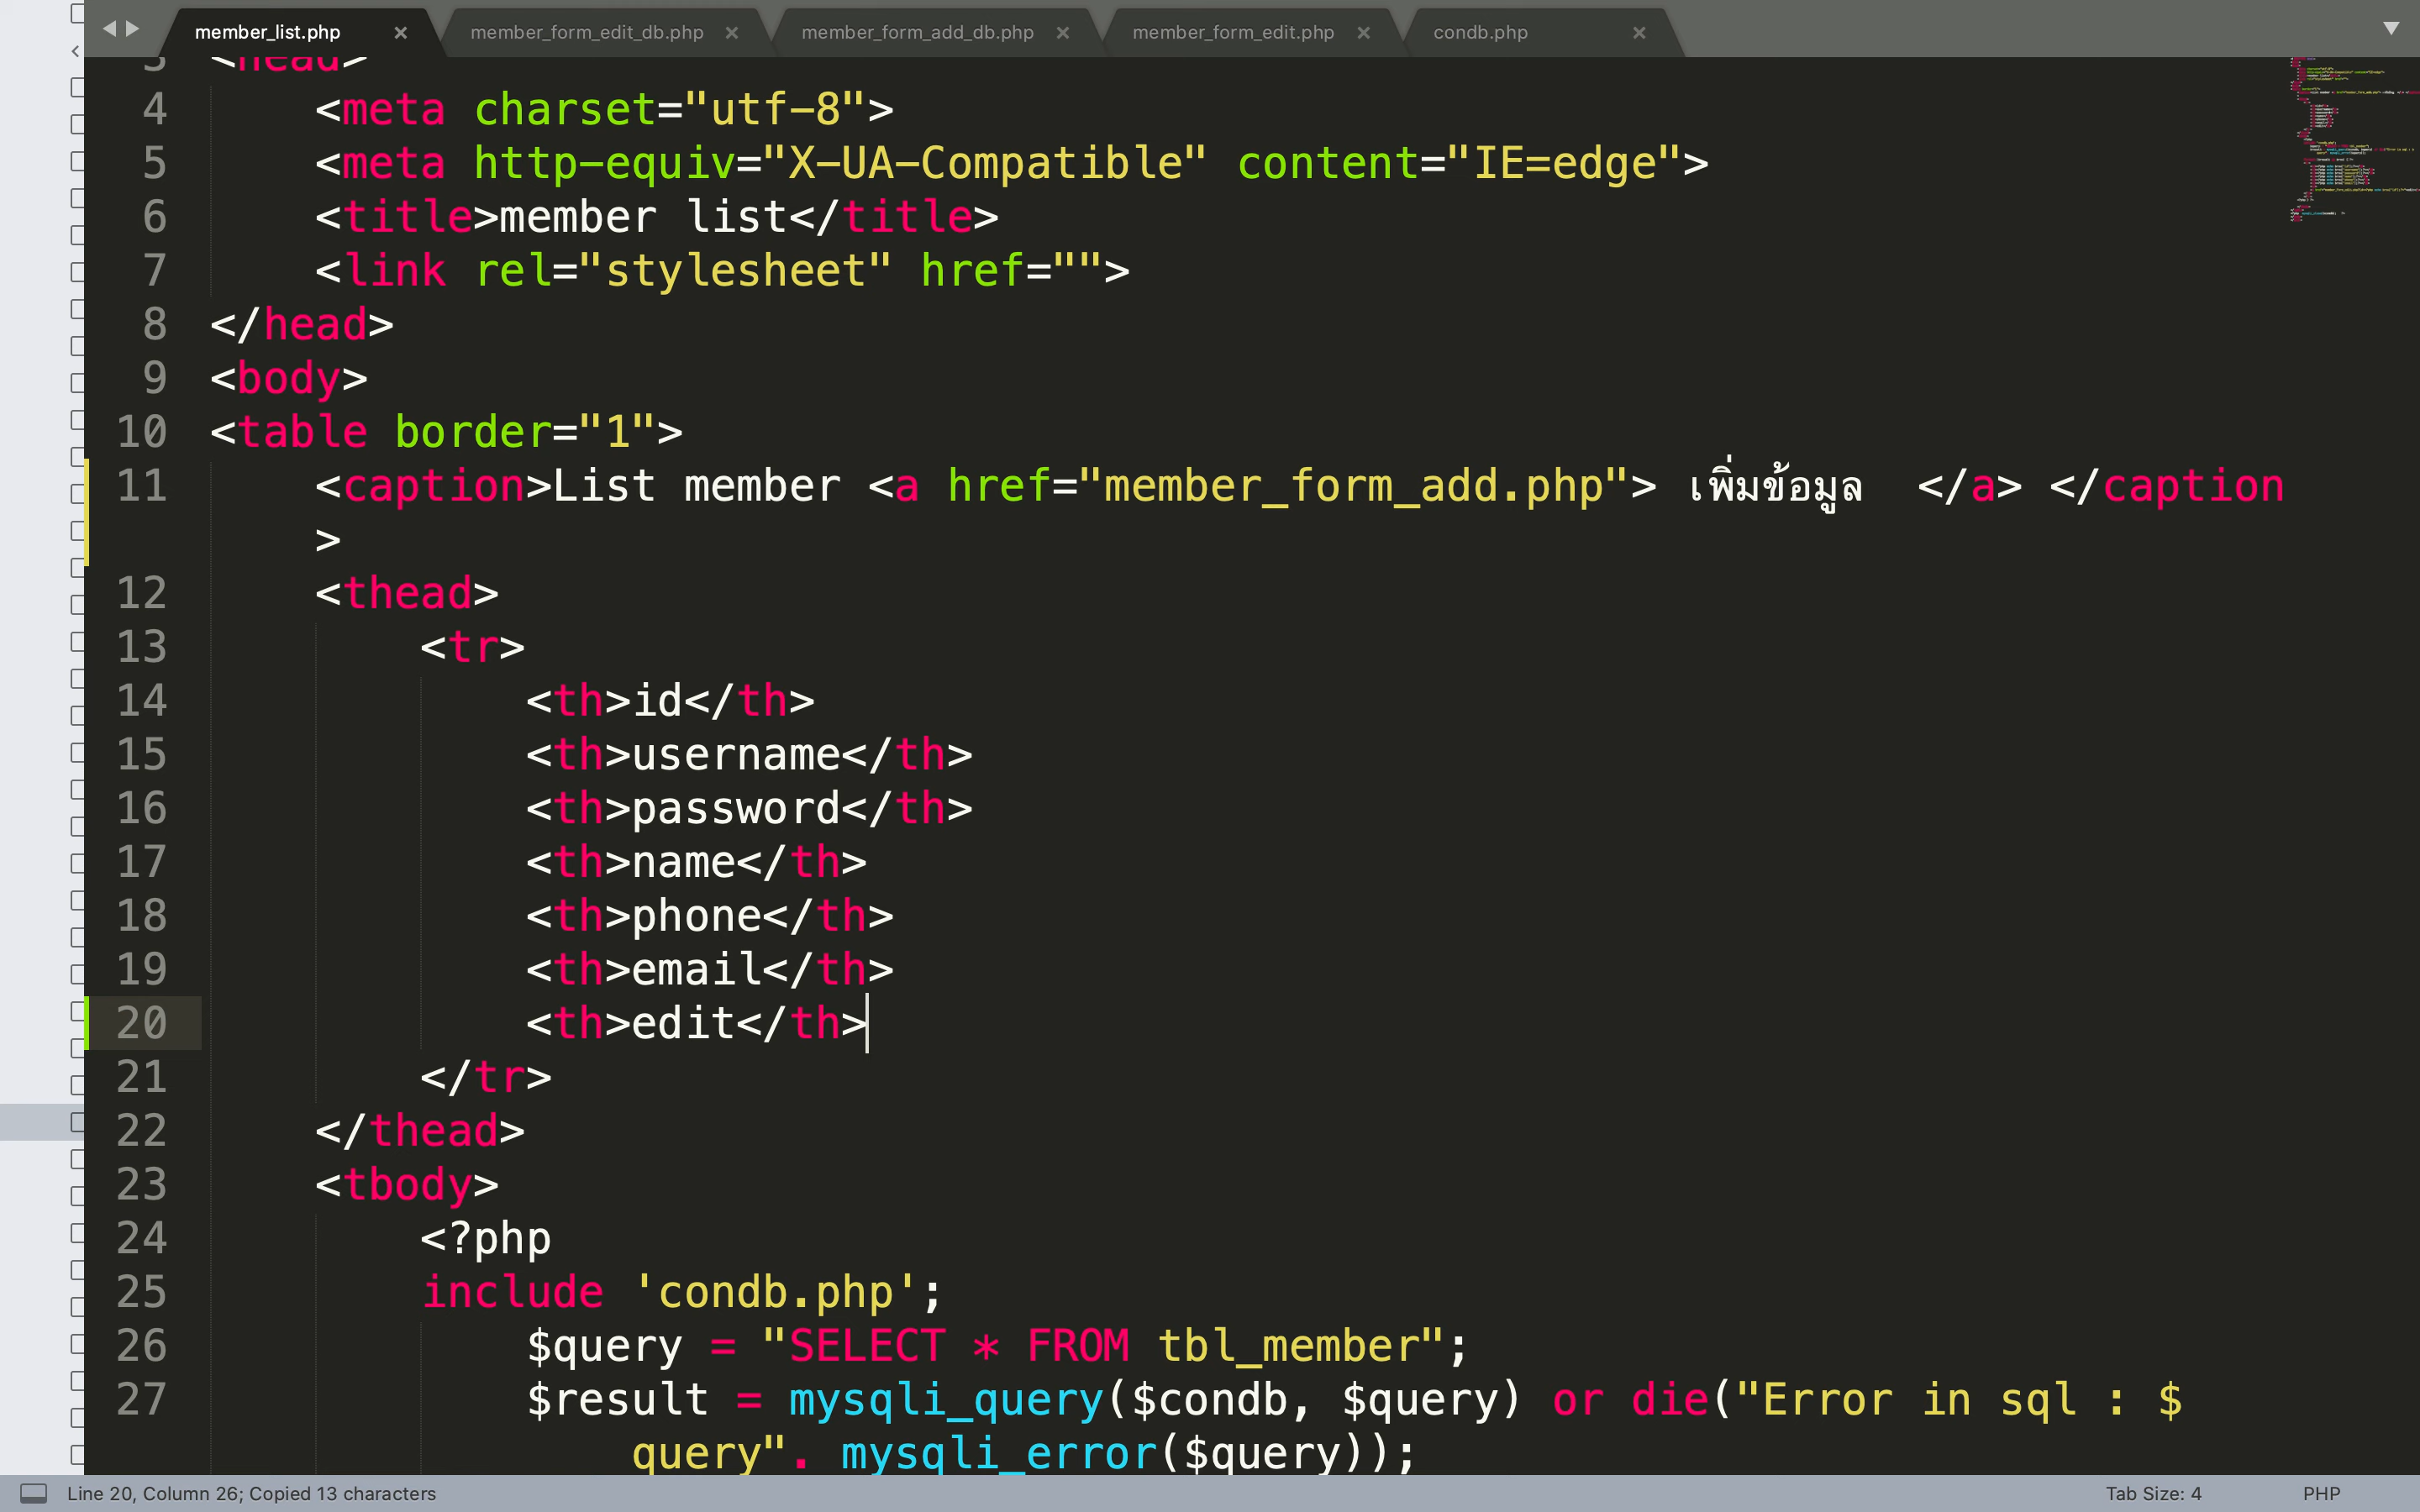 member_list.php × member_form_edit_db.php × member_form_add_db.php × member_form_edit.php × condb.php ×
3 <head>
4 <meta charset="utf-8">
5 <meta http-equiv="X-UA-Compatible" content="IE=edge">
6 <title>member list</title>
7 <link rel="stylesheet" href="">
8 </head>
9 <body>
10 <table border="1">
11 <caption>List member <a href="member_form_add.php"> เพิ่มข้อมูล </a> </caption
>
12 <thead>
13 <tr>
14 <th>id</th>
15 <th>username</th>
16 <th>password</th>
17 <th>name</th>
18 <th>phone</th>
19 <th>email</th>
20 <th>edit</th>
21 </tr>
22 </thead>
23 <tbody>
24 <?php
25 include 'condb.php';
26 $query = "SELECT * FROM tbl_member";
27 $result = mysqli_query($condb, $query) or die("Error in sql : $
query". mysqli_error($query));
Line 20, Column 26; Copied 13 characters Tab Size: 4 PHP